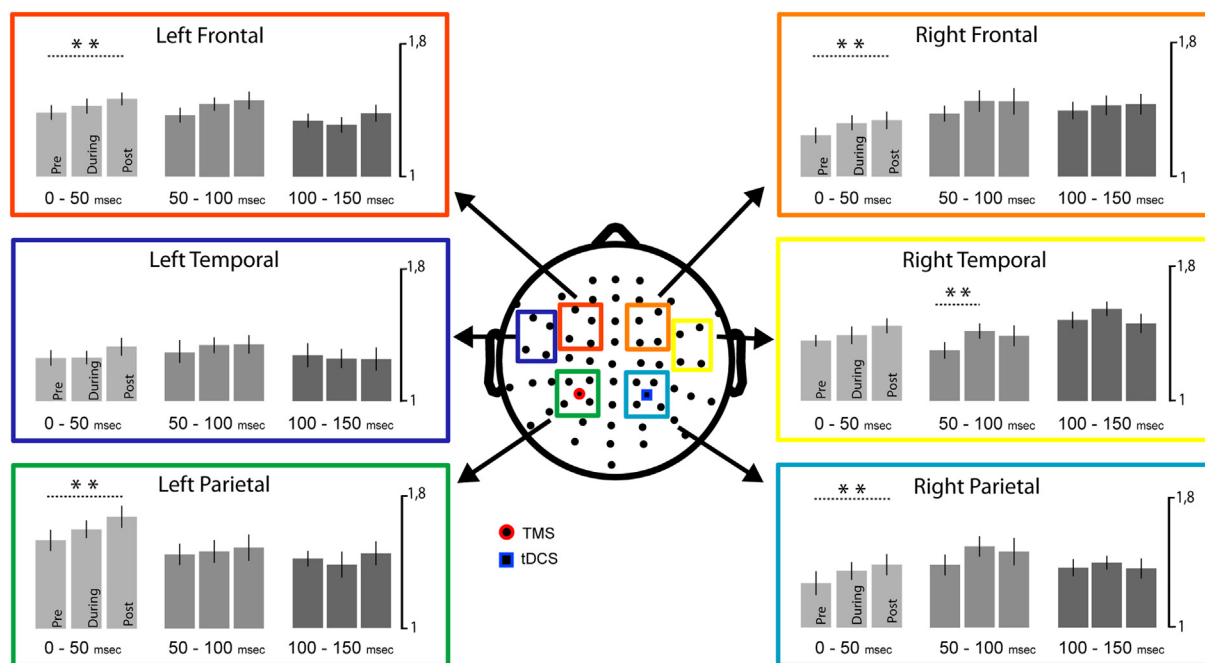 Left Frontal
* *
1,8
Pre
During
Post
1
0 - 50 msec
50 - 100 msec
100 - 150 msec
Right Frontal
* *
1,8
Pre
During
Post
1
0 - 50 msec
50 - 100 msec
100 - 150 msec
Left Temporal
1,8
Pre
During
Post
1
0 - 50 msec
50 - 100 msec
100 - 150 msec
Right Temporal
* *
1,8
Pre
During
Post
1
0 - 50 msec
50 - 100 msec
100 - 150 msec
Left Parietal
* *
1,8
Pre
During
Post
1
0 - 50 msec
50 - 100 msec
100 - 150 msec
TMS
tDCS
Right Parietal
* *
1,8
Pre
During
Post
1
0 - 50 msec
50 - 100 msec
100 - 150 msec